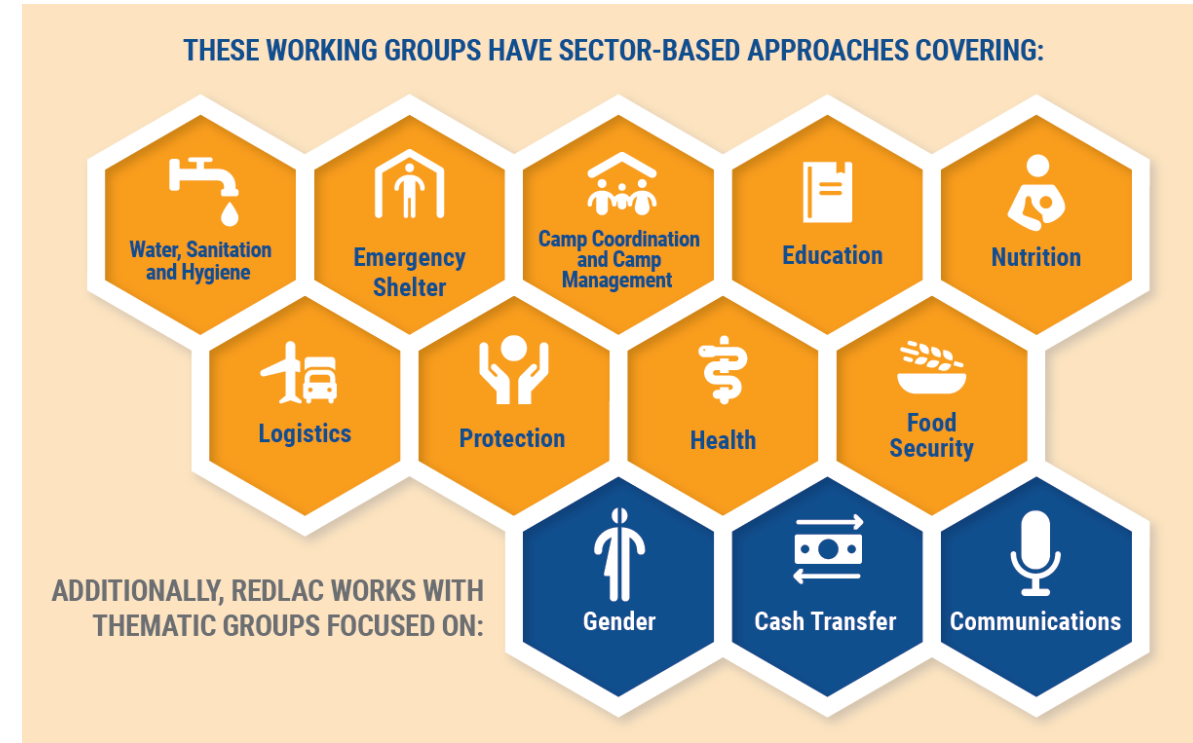 THESE WORKING GROUPS HAVE SECTOR-BASED APPROACHES COVERING:
Water, Sanitation
and Hygiene
Emergency
Shelter
Camp Coordination
and Camp
Management
Education
Nutrition
Logistics
Protection
Health
Food
Security
ADDITIONALLY, REDLAC WORKS WITH
THEMATIC GROUPS FOCUSED ON:
Gender
Cash Transfer
Communications